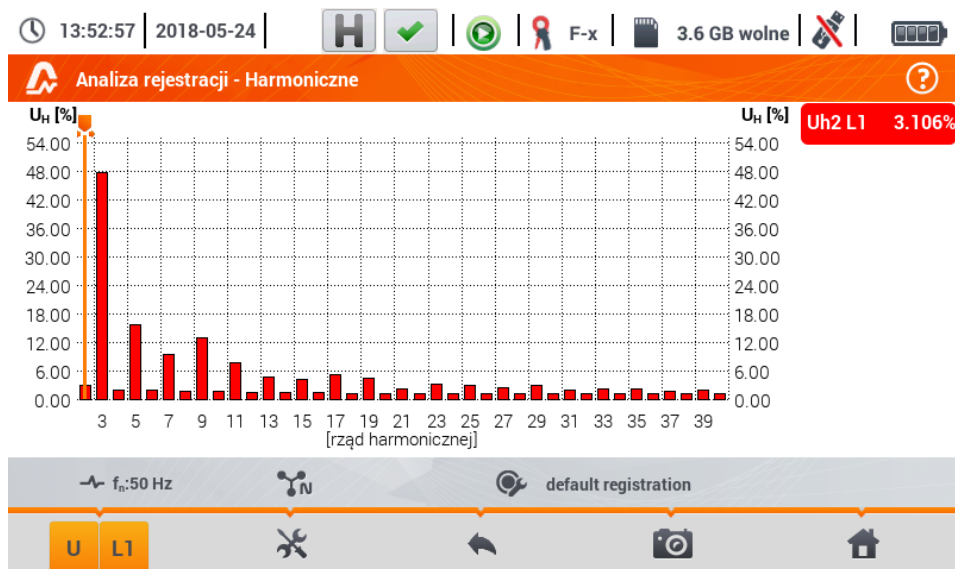 13:52:57 2018-05-24 H F-x 3.6 GB wolne
Analiza rejestracji - Harmoniczne ?
U_H [%] U_H [%] Uh2 L1 3.106%
54.00 54.00
48.00 48.00
42.00 42.00
36.00 36.00
30.00 30.00
24.00 24.00
18.00 18.00
12.00 12.00
6.00 6.00
0.00 0.00
3 5 7 9 11 13 15 17 19 21 23 25 27 29 31 33 35 37 39
[rząd harmonicznej]
f_n:50 Hz N default registration
U L1